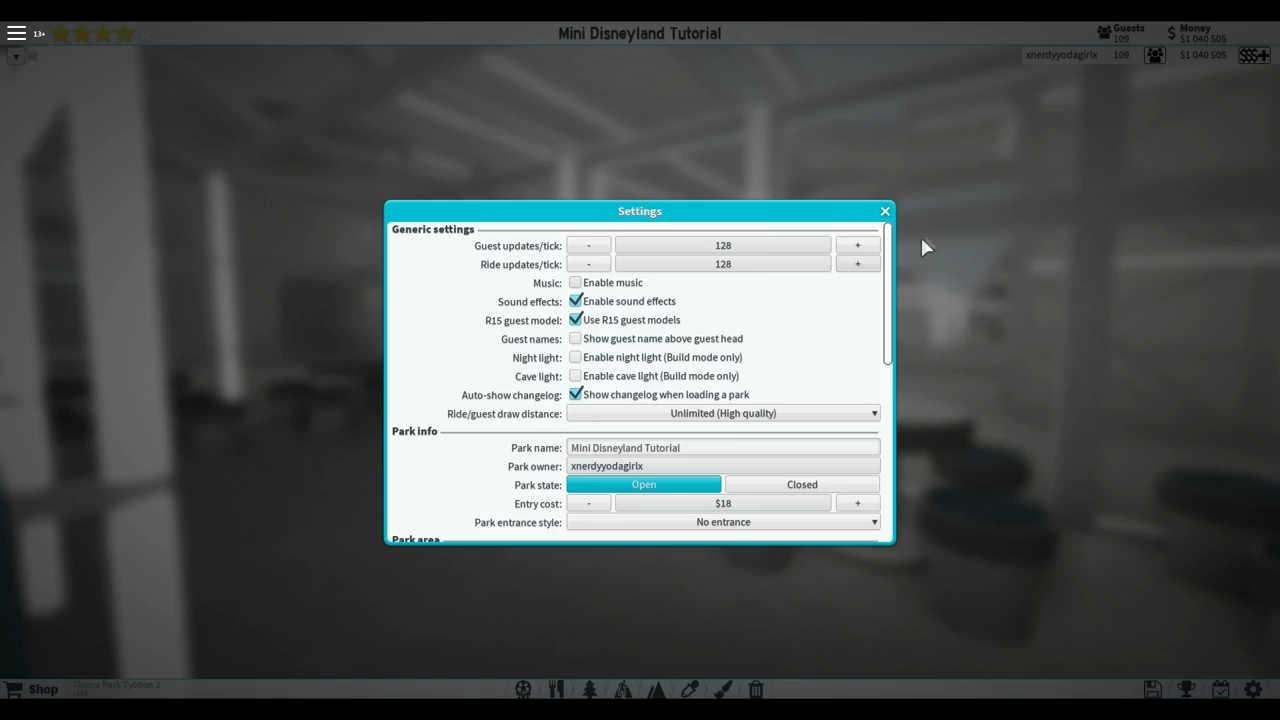 13+
Mini Disneyland Tutorial
Guests
109
$ Money
$1 040 505
xnerdyyodagirlx 109 $1 040 505 $$$+
Settings
Generic settings
Guest updates/tick: - 128 +
Ride updates/tick: - 128 +
Music: Enable music
Sound effects: Enable sound effects
R15 guest model: Use R15 guest models
Guest names: Show guest name above guest head
Night light: Enable night light (Build mode only)
Cave light: Enable cave light (Build mode only)
Auto-show changelog: Show changelog when loading a park
Ride/guest draw distance: Unlimited (High quality)
Park info
Park name: Mini Disneyland Tutorial
Park owner: xnerdyyodagirlx
Park state: Open Closed
Entry cost: - $18 +
Park entrance style: No entrance
Park area
Shop
Theme Park Tycoon 2